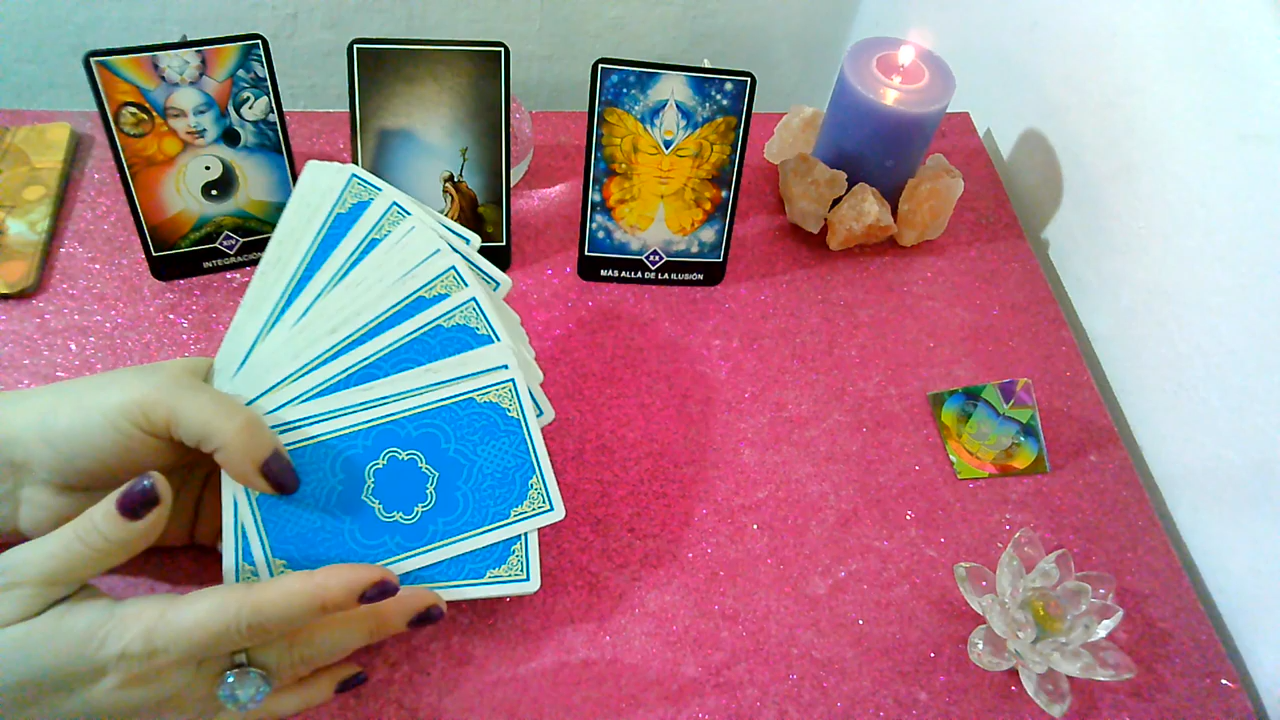 XIV
INTEGRACIÓN
XX
MÁS ALLÁ DE LA ILUSIÓN